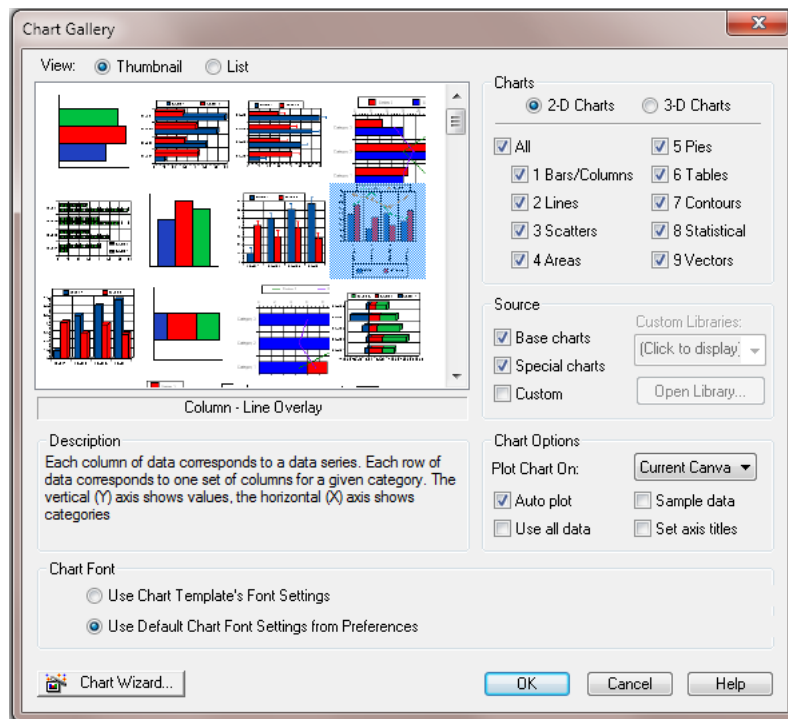 Chart Gallery
View: Thumbnail List
Column - Line Overlay
Charts
2-D Charts 3-D Charts
All 5 Pies
1 Bars/Columns 6 Tables
2 Lines 7 Contours
3 Scatters 8 Statistical
4 Areas 9 Vectors
Source
Custom Libraries:
Base charts
(Click to display)
Special charts
Custom Open Library...
Description
Each column of data corresponds to a data series. Each row of
data corresponds to one set of columns for a given category. The
vertical (Y) axis shows values, the horizontal (X) axis shows
categories
Chart Options
Plot Chart On: Current Canva
Auto plot Sample data
Use all data Set axis titles
Chart Font
Use Chart Template's Font Settings
Use Default Chart Font Settings from Preferences
Chart Wizard... OK Cancel Help